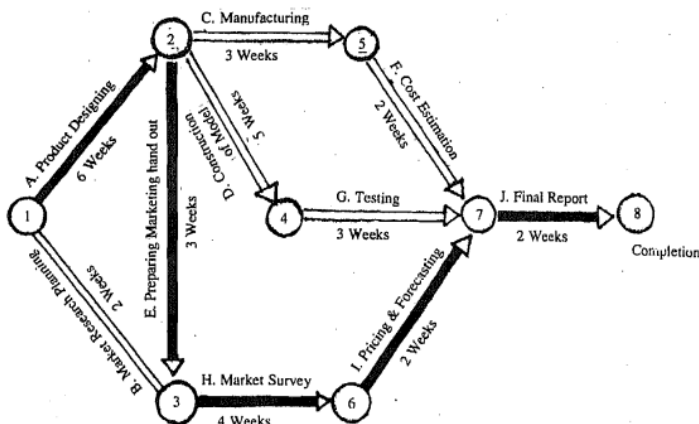 C. Manufacturing
3 Weeks
2
5
A. Product Designing
6 Weeks
E. Preparing Marketing hand out
3 Weeks
D. Construction
of Model
5 Weeks
F. Cost Estimation
2 Weeks
1
4
G. Testing
3 Weeks
7
J. Final Report
2 Weeks
8
Completion
B. Market Research Planning
2 Weeks
I. Pricing & Forecasting
2 Weeks
3
H. Market Survey
4 Weeks
6